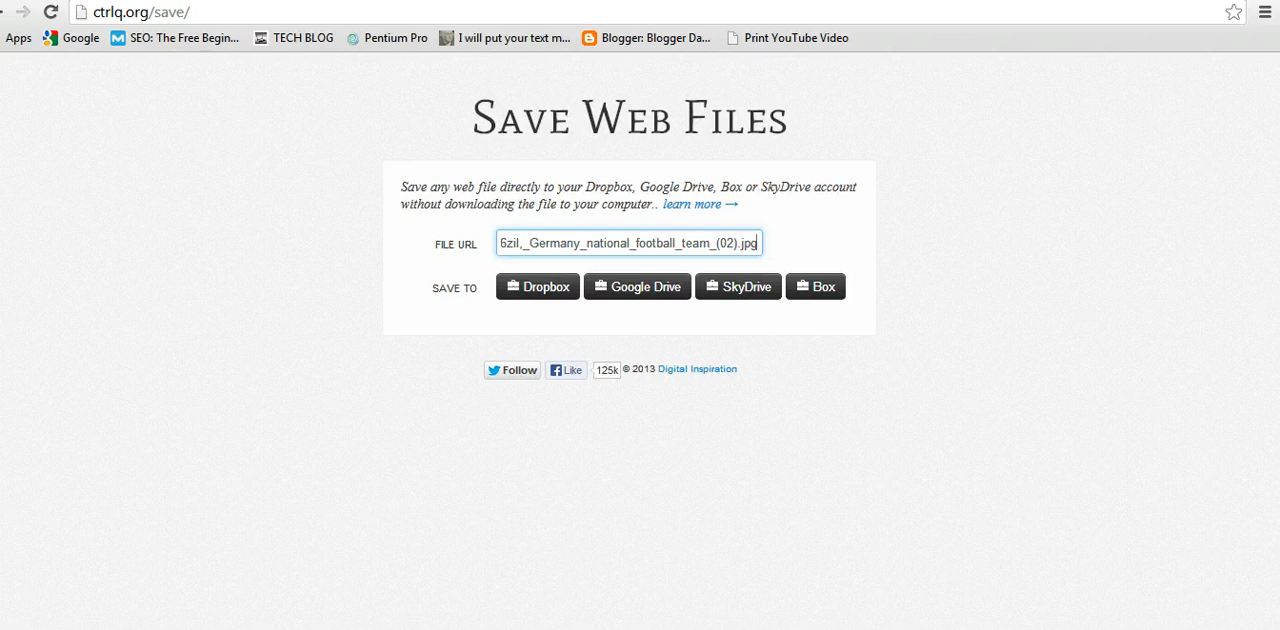 ctrlq.org/save/
Apps Google SEO: The Free Begin... TECH BLOG Pentium Pro I will put your text m... Blogger: Blogger Da... Print YouTube Video
Save Web Files
Save any web file directly to your Dropbox, Google Drive, Box or SkyDrive account
without downloading the file to your computer.. learn more →
FILE URL 6zil,_Germany_national_football_team_(02).jpg
SAVE TO Dropbox Google Drive SkyDrive Box
Follow Like 125k © 2013 Digital Inspiration